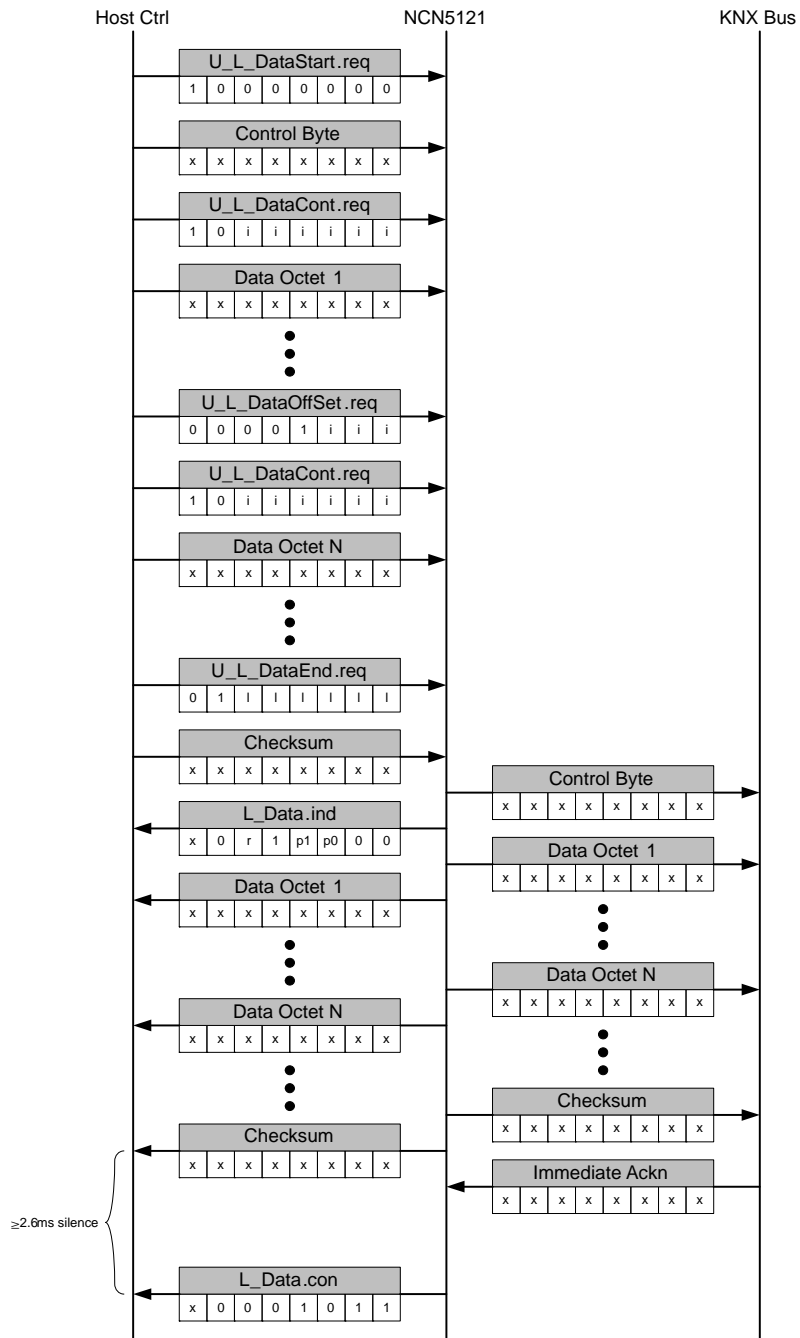 Host Ctrl NCN5121 KNX Bus
U_L_DataStart.req
1 0 0 0 0 0 0 0
Control Byte
x x x x x x x x
U_L_DataCont.req
1 0 i i i i i i
Data Octet 1
x x x x x x x x
U_L_DataOffSet.req
0 0 0 0 1 i i i
U_L_DataCont.req
1 0 i i i i i i
Data Octet N
x x x x x x x x
U_L_DataEnd.req
0 1 l l l l l l
Checksum
x x x x x x x x
Control Byte
x x x x x x x x
L_Data.ind
x 0 r 1 p1 p0 0 0
Data Octet 1
x x x x x x x x
Data Octet 1
x x x x x x x x
Data Octet N
x x x x x x x x
Data Octet N
x x x x x x x x
Checksum
x x x x x x x x
Checksum
x x x x x x x x
Immediate Ackn
x x x x x x x x
≥2.6ms silence
L_Data.con
x 0 0 0 1 0 1 1